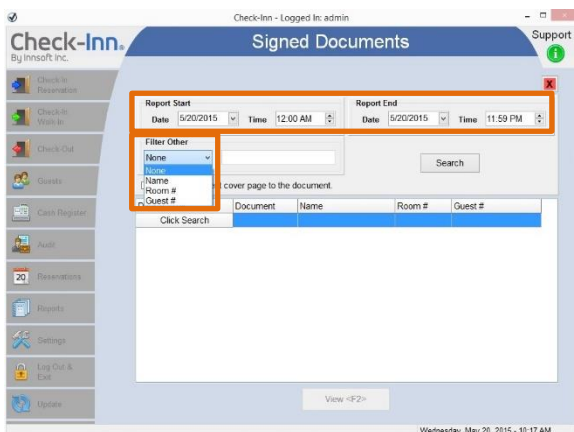 Check-Inn - Logged In: admin
Check-Inn®
By Innsoft Inc.
Signed Documents
Support
Check-In
Reservation
Check-In
Walk-In
Check Out
Guests
Cash Register
Audit
20
Reservations
Reports
Settings
Log Out &
Exit
Update
X
Report Start
Date 5/20/2015 Time 12:00 AM
Report End
Date 5/20/2015 Time 11:59 PM
Filter Other
None
None
Name
Room #
Guest #
Search
cover page to the document.
Document Name Room # Guest #
Click Search
View <F2>
Wednesday, May 20, 2015 - 10:17 AM